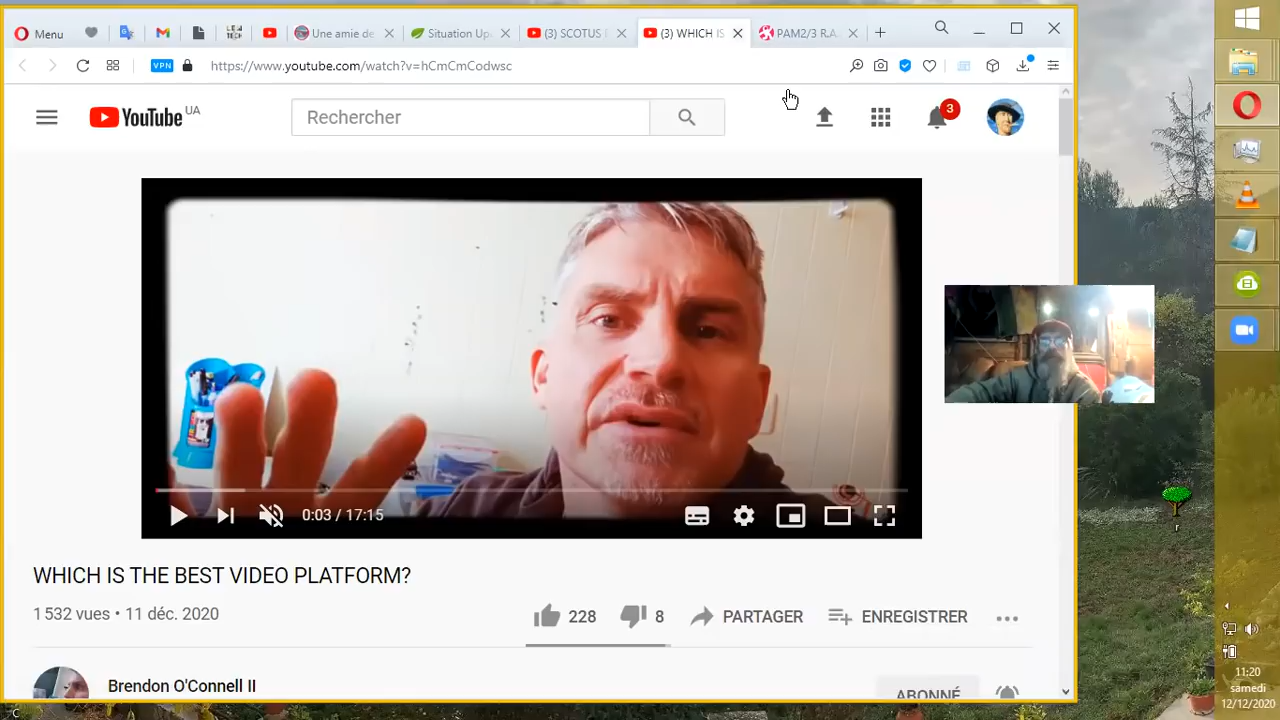 Menu
Une amie de
Situation Up
(3) SCOTUS
(3) WHICH IS
PAM2/3 R.A.
VPN
https://www.youtube.com/watch?v=hCmCmCodwsc
YouTube UA
Rechercher
3
0:03 / 17:15
WHICH IS THE BEST VIDEO PLATFORM?
1 532 vues • 11 déc. 2020
228
8
PARTAGER
ENREGISTRER
Brendon O'Connell II
ABONNÉ
r
C
11:20
samedi
12/12/2020